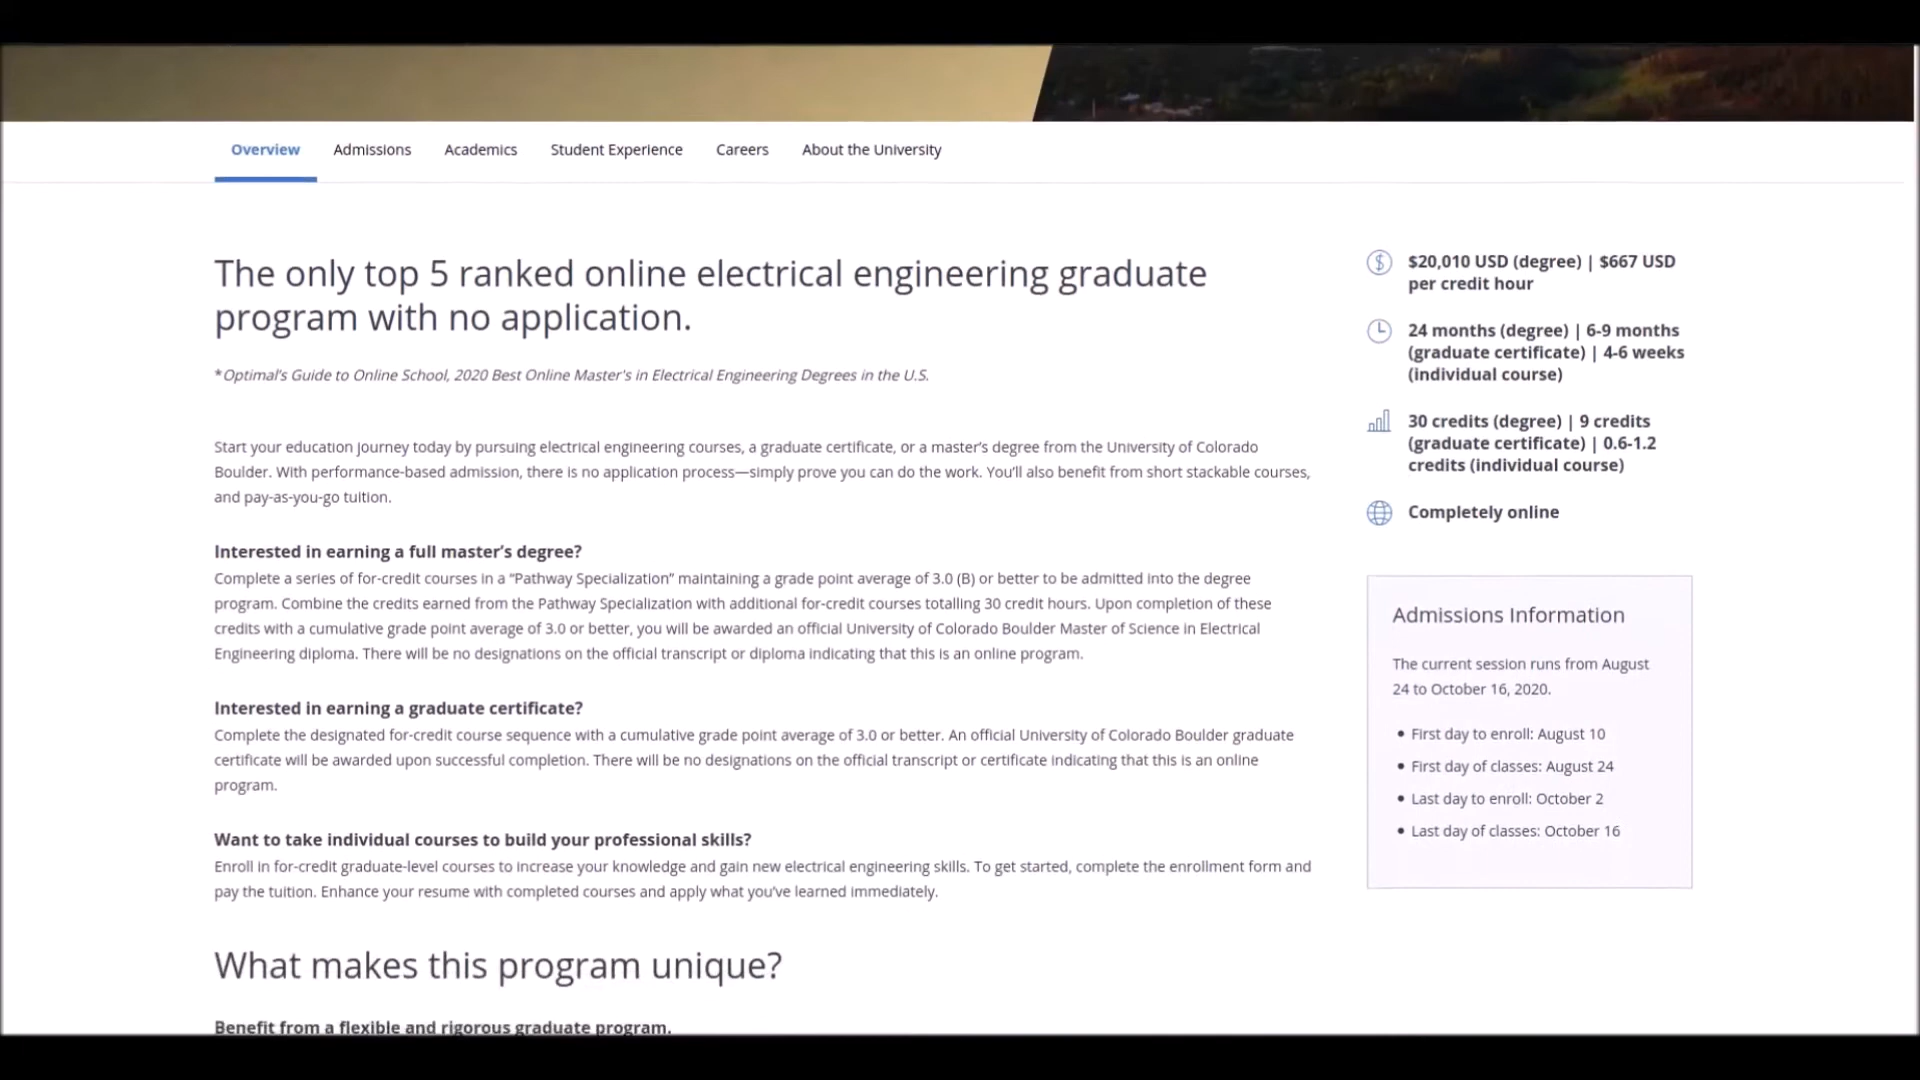 Overview Admissions Academics Student Experience Careers About the University
The only top 5 ranked online electrical engineering graduate
program with no application.
*Optimal's Guide to Online School, 2020 Best Online Master's in Electrical Engineering Degrees in the U.S.
Start your education journey today by pursuing electrical engineering courses, a graduate certificate, or a master's degree from the University of Colorado
Boulder. With performance-based admission, there is no application process—simply prove you can do the work. You'll also benefit from short stackable courses,
and pay-as-you-go tuition.
Interested in earning a full master's degree?
Complete a series of for-credit courses in a “Pathway Specialization” maintaining a grade point average of 3.0 (B) or better to be admitted into the degree
program. Combine the credits earned from the Pathway Specialization with additional for-credit courses totalling 30 credit hours. Upon completion of these
credits with a cumulative grade point average of 3.0 or better, you will be awarded an official University of Colorado Boulder Master of Science in Electrical
Engineering diploma. There will be no designations on the official transcript or diploma indicating that this is an online program.
Interested in earning a graduate certificate?
Complete the designated for-credit course sequence with a cumulative grade point average of 3.0 or better. An official University of Colorado Boulder graduate
certificate will be awarded upon successful completion. There will be no designations on the official transcript or certificate indicating that this is an online
program.
Want to take individual courses to build your professional skills?
Enroll in for-credit graduate-level courses to increase your knowledge and gain new electrical engineering skills. To get started, complete the enrollment form and
pay the tuition. Enhance your resume with completed courses and apply what you've learned immediately.
What makes this program unique?
Benefit from a flexible and rigorous graduate program.
$20,010 USD (degree) | $667 USD
per credit hour
24 months (degree) | 6-9 months
(graduate certificate) | 4-6 weeks
(individual course)
30 credits (degree) | 9 credits
(graduate certificate) | 0.6-1.2
credits (individual course)
Completely online
Admissions Information
The current session runs from August
24 to October 16, 2020.
• First day to enroll: August 10
• First day of classes: August 24
• Last day to enroll: October 2
• Last day of classes: October 16